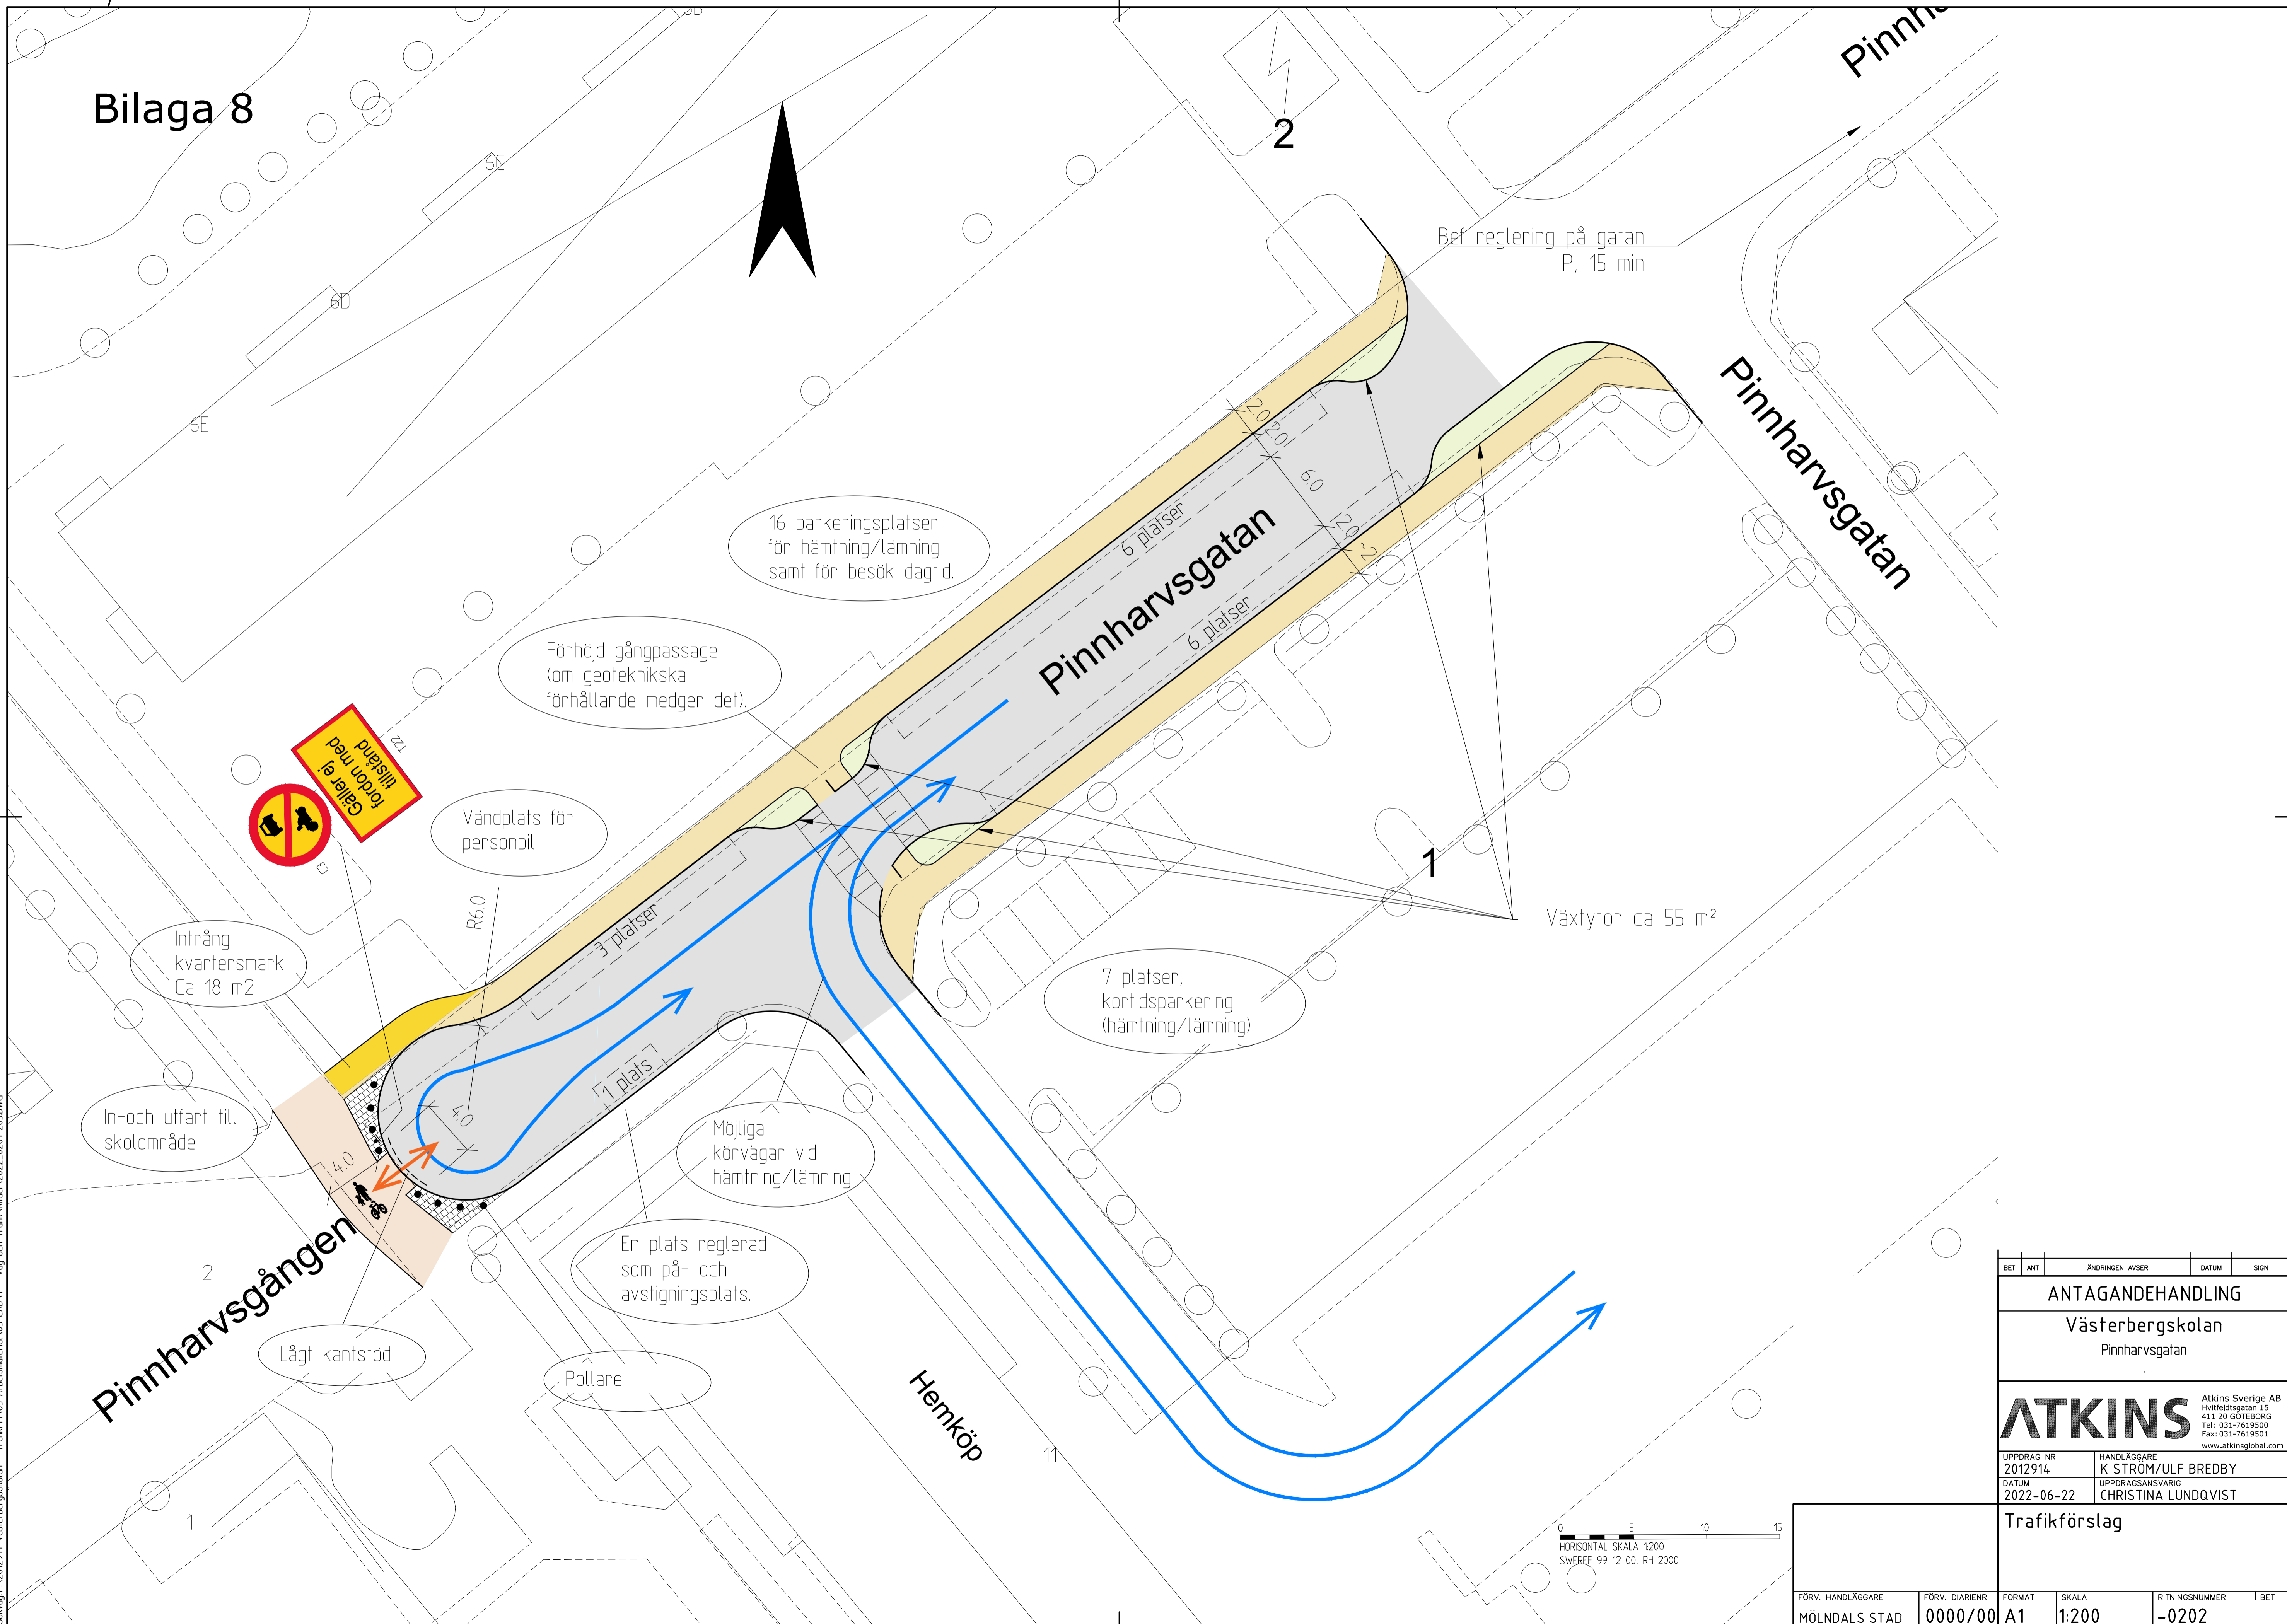 Bilaga 8
Pinnha
6D
6E
6D
6E
2
Bef reglering på gatan
P, 15 min
Pinnharvsgatan
2.0
2.0
6.0
2.0
2
16 parkeringsplatser
för hämtning/lämning
samt för besök dagtid.
6 platser
Pinnharvsgatan
6 platser
Förhöjd gångpassage
(om geoteknikska
förhållande medger det).
Gäller ej
fordon med
tillstånd
T22
C3
Vändplats för
personbil
R6.0
3 platser
1
Växtytor ca 55 m²
Intrång
kvartersmark
Ca 18 m2
7 platser,
kortidsparkering
(hämtning/lämning)
1 plats
4.0
In-och utfart till
skolområde
4.0
Möjliga
körvägar vid
hämtning/lämning.
En plats reglerad
som på- och
avstigningsplats.
2
Pinnharvsgången
Lågt kantstöd
Pollare
Hemköp
11
1
0 5 10 15
HORISONTAL SKALA 1:200
SWEREF 99 12 00, RH 2000
BET ANT ÄNDRINGEN AVSER DATUM SIGN
ANTAGANDEHANDLING
Västerbergskolan
Pinnharvsgatan
ATKINS
Atkins Sverige AB
Hvitfeldtsgatan 15
411 20 GÖTEBORG
Tel: 031-7619500
Fax: 031-7619501
www.atkinsglobal.com
UPPDRAG NR HANDLÄGGARE
2012914 K STRÖM/ULF BREDBY
DATUM UPPDRAGSANSVARIG
2022-06-22 CHRISTINA LUNDQVIST
Trafikförslag
FÖRV. HANDLÄGGARE FÖRV. DIARIENR FORMAT SKALA RITNINGSNUMMER BET
MÖLNDALS STAD 0000/00 A1 1:200 -0202